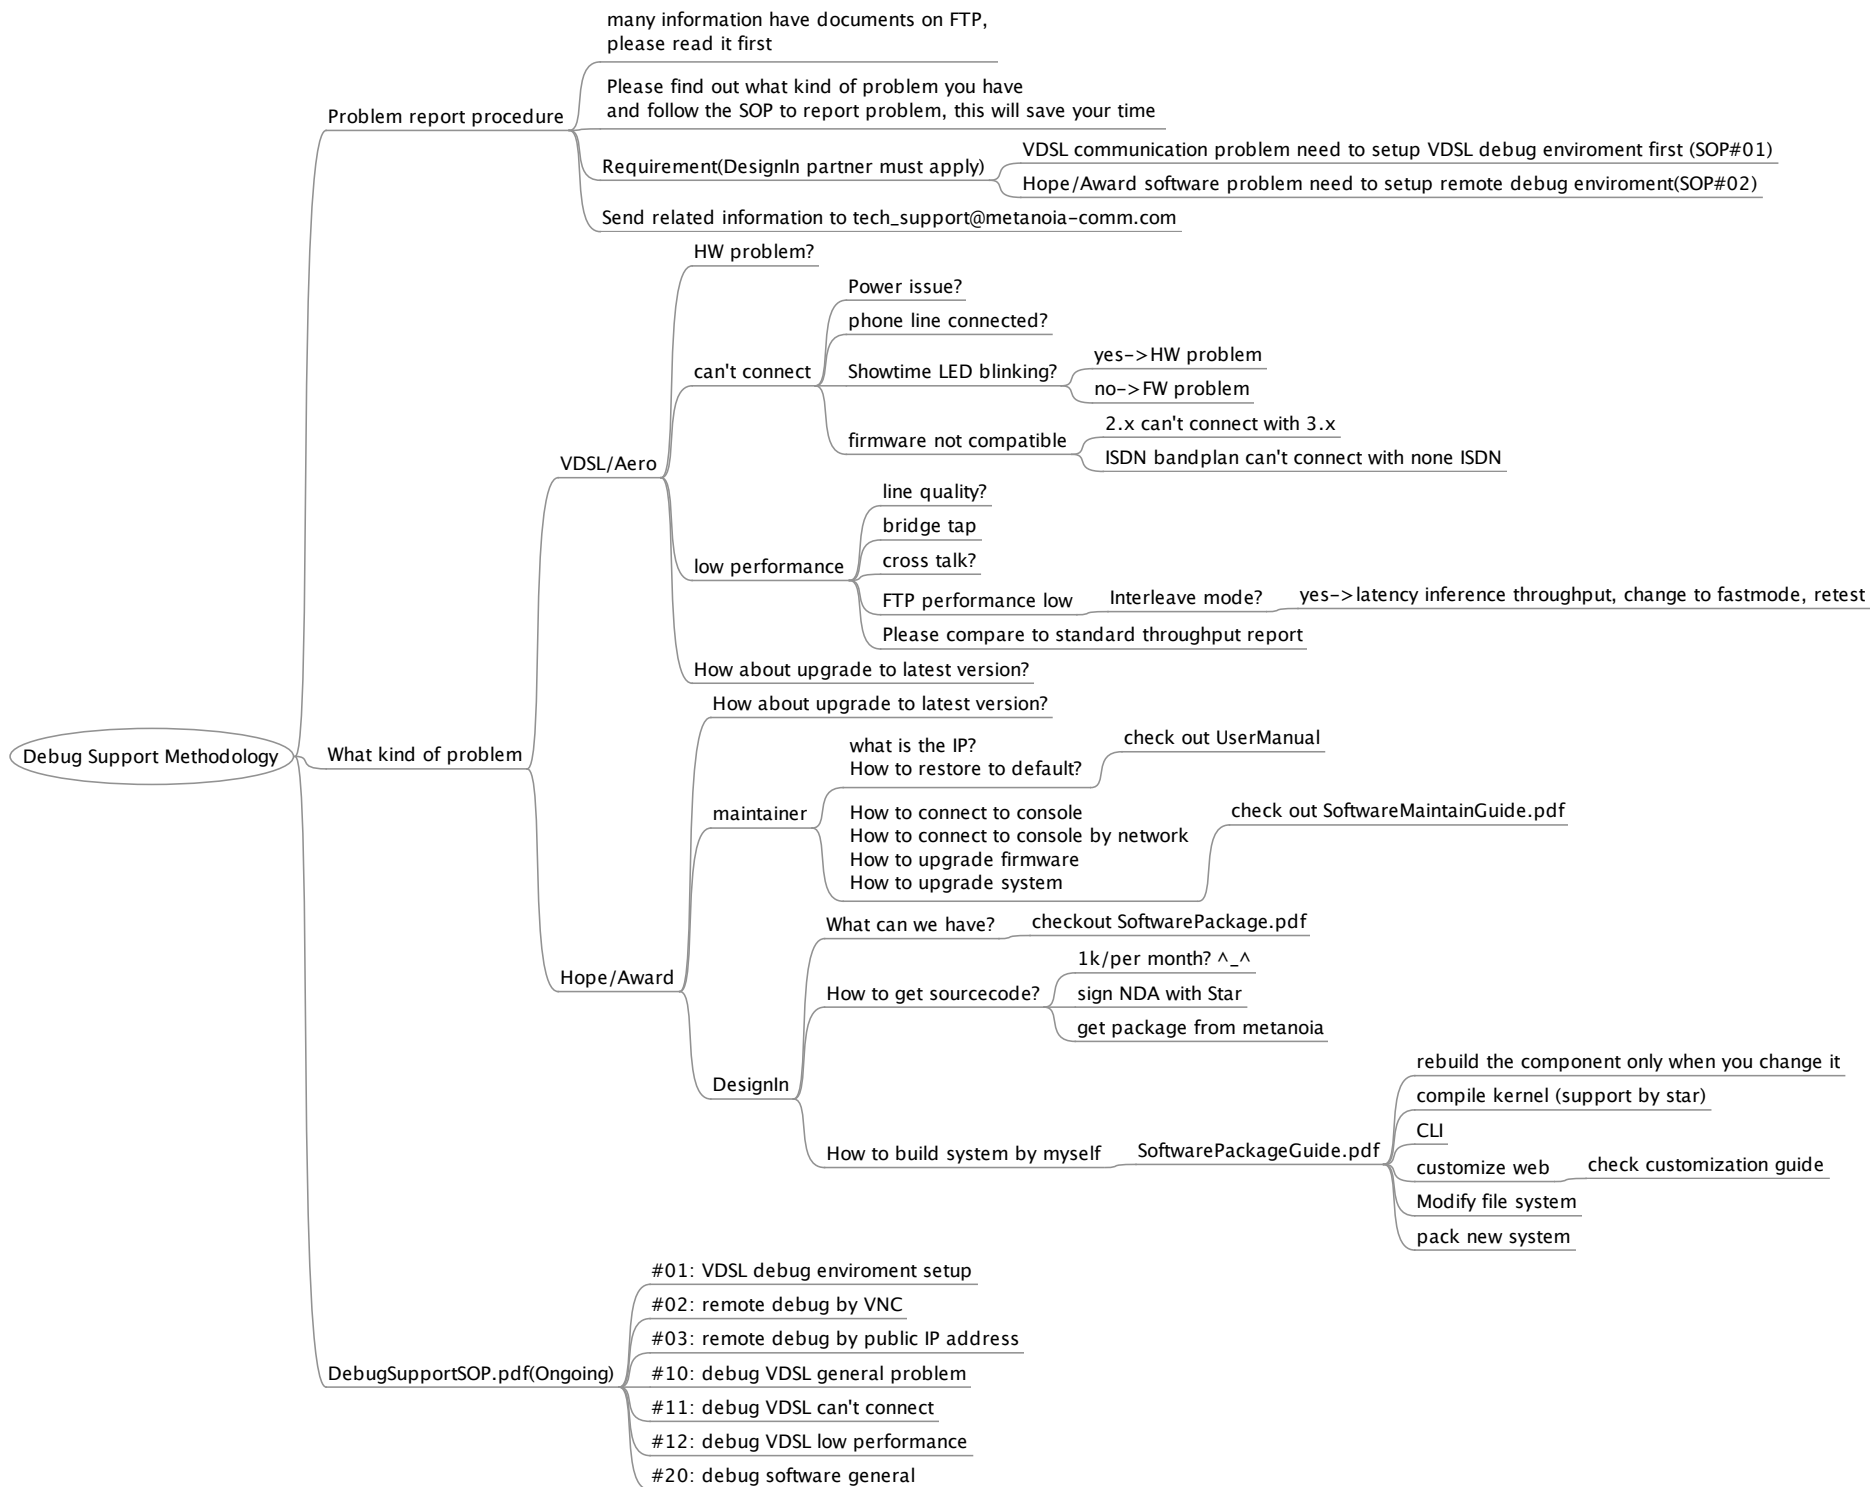 many information have documents on FTP,
please read it first
Please find out what kind of problem you have
and follow the SOP to report problem, this will save your time
Problem report procedure
VDSL communication problem need to setup VDSL debug enviroment first (SOP#01)
Requirement(DesignIn partner must apply)
Hope/Award software problem need to setup remote debug enviroment(SOP#02)
Send related information to tech_support@metanoia-comm.com
HW problem?
Power issue?
phone line connected?
can't connect
Showtime LED blinking?
yes->HW problem
no->FW problem
firmware not compatible
2.x can't connect with 3.x
ISDN bandplan can't connect with none ISDN
VDSL/Aero
line quality?
bridge tap
cross talk?
low performance
FTP performance low
Interleave mode?
yes->latency inference throughput, change to fastmode, retest
Please compare to standard throughput report
How about upgrade to latest version?
Debug Support Methodology
What kind of problem
How about upgrade to latest version?
what is the IP?
How to restore to default?
check out UserManual
maintainer
How to connect to console
How to connect to console by network
How to upgrade firmware
How to upgrade system
check out SoftwareMaintainGuide.pdf
Hope/Award
What can we have?
checkout SoftwarePackage.pdf
How to get sourcecode?
1k/per month? ^_^
sign NDA with Star
get package from metanoia
DesignIn
How to build system by myself
SoftwarePackageGuide.pdf
rebuild the component only when you change it
compile kernel (support by star)
CLI
customize web
check customization guide
Modify file system
pack new system
DebugSupportSOP.pdf(Ongoing)
#01: VDSL debug enviroment setup
#02: remote debug by VNC
#03: remote debug by public IP address
#10: debug VDSL general problem
#11: debug VDSL can't connect
#12: debug VDSL low performance
#20: debug software general